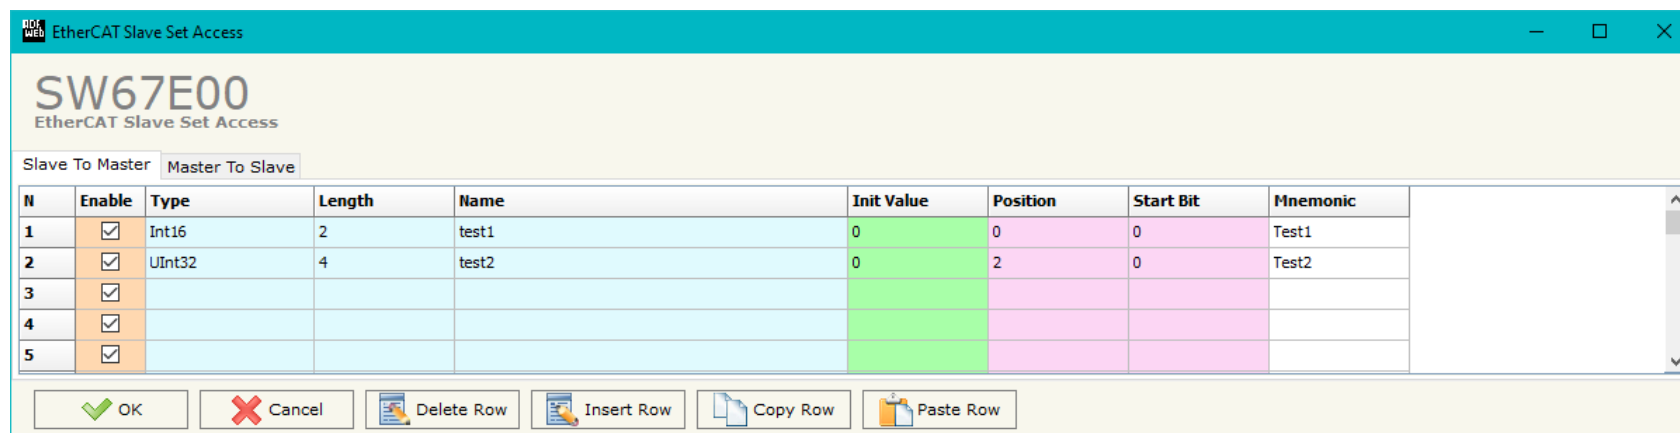 ADF WEB EtherCAT Slave Set Access
SW67E00
EtherCAT Slave Set Access
Slave To Master Master To Slave
N Enable Type Length Name Init Value Position Start Bit Mnemonic
1 Int16 2 test1 0 0 0 Test1
2 UInt32 4 test2 0 2 0 Test2
3
4
5
OK Cancel Delete Row Insert Row Copy Row Paste Row